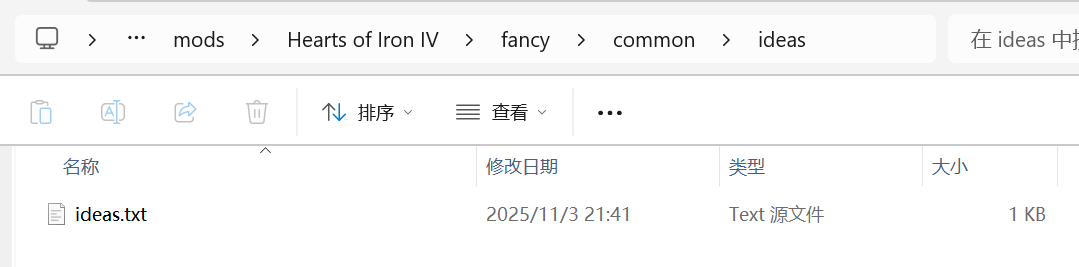 … mods > Hearts of Iron IV > fancy > common > ideas 在 ideas 中
排序 查看 •••
名称 修改日期 类型 大小
ideas.txt 2025/11/3 21:41 Text 源文件 1 KB